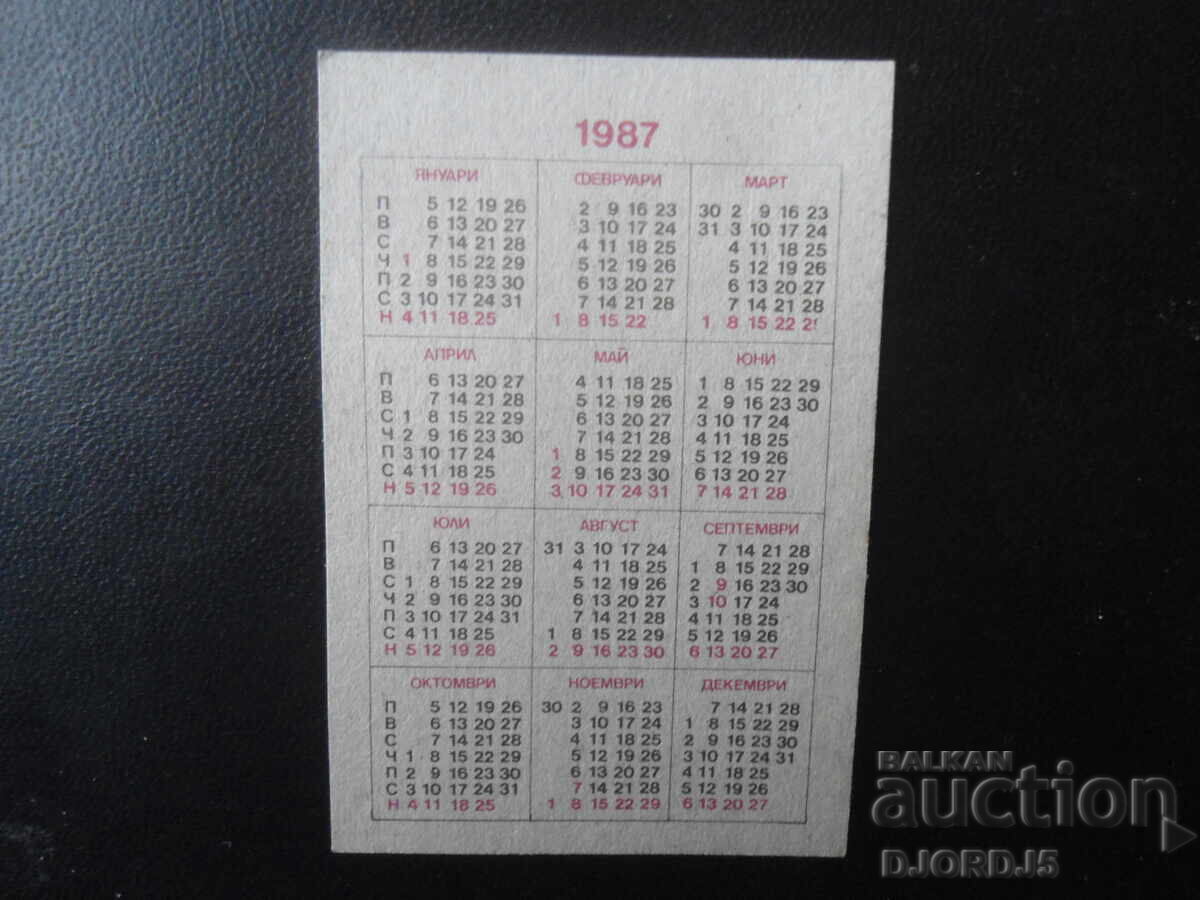 1987
ЯНУАРИ ФЕВРУАРИ МАРТ
П 5 12 19 26 2 9 16 23 30 2 9 16 23
В 6 13 20 27 3 10 17 24 31 3 10 17 24
С 7 14 21 28 4 11 18 25 4 11 18 25
Ч 1 8 15 22 29 5 12 19 26 5 12 19 26
П 2 9 16 23 30 6 13 20 27 6 13 20 27
С 3 10 17 24 31 7 14 21 28 7 14 21 28
Н 4 11 18 25 1 8 15 22 1 8 15 22 29
АПРИЛ МАЙ ЮНИ
П 6 13 20 27 4 11 18 25 1 8 15 22 29
В 7 14 21 28 5 12 19 26 2 9 16 23 30
С 1 8 15 22 29 6 13 20 27 3 10 17 24
Ч 2 9 16 23 30 7 14 21 28 4 11 18 25
П 3 10 17 24 1 8 15 22 29 5 12 19 26
С 4 11 18 25 2 9 16 23 30 6 13 20 27
Н 5 12 19 26 3 10 17 24 31 7 14 21 28
ЮЛИ АВГУСТ СЕПТЕМВРИ
П 6 13 20 27 31 3 10 17 24 7 14 21 28
В 7 14 21 28 4 11 18 25 1 8 15 22 29
С 1 8 15 22 29 5 12 19 26 2 9 16 23 30
Ч 2 9 16 23 30 6 13 20 27 3 10 17 24
П 3 10 17 24 31 7 14 21 28 4 11 18 25
С 4 11 18 25 1 8 15 22 29 5 12 19 26
Н 5 12 19 26 2 9 16 23 30 6 13 20 27
ОКТОМВРИ НОЕМВРИ ДЕКЕМВРИ
П 5 12 19 26 30 2 9 16 23 7 14 21 28
В 6 13 20 27 3 10 17 24 1 8 15 22 29
С 7 14 21 28 4 11 18 25 2 9 16 23 30
Ч 1 8 15 22 29 5 12 19 26 3 10 17 24 31
П 2 9 16 23 30 6 13 20 27 4 11 18 25
С 3 10 17 24 31 7 14 21 28 5 12 19 26
Н 4 11 18 25 1 8 15 22 29 6 13 20 27
BALKAN
auction
DJORDJ5